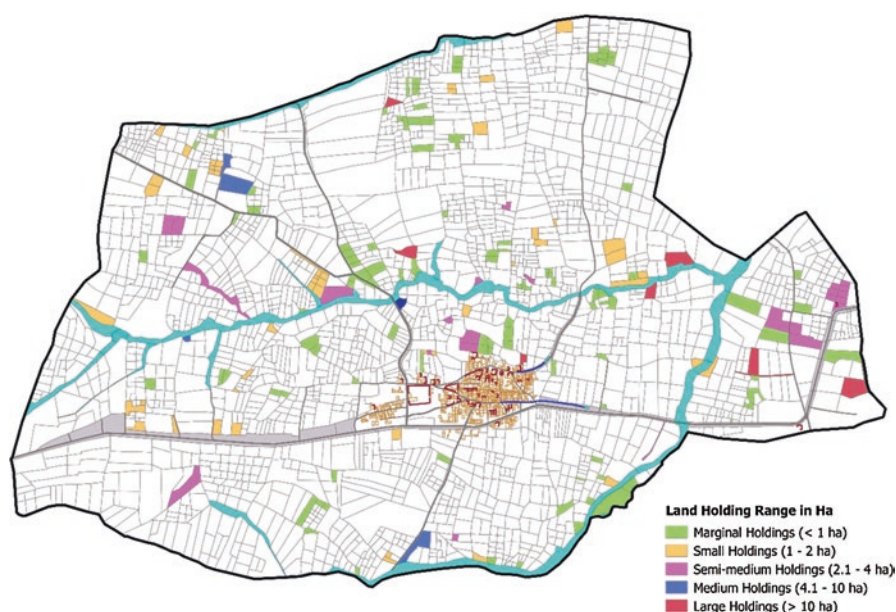 Land Holding Range in Ha
Marginal Holdings (< 1 ha)
Small Holdings (1 - 2 ha)
Semi-medium Holdings (2.1 - 4 ha)
Medium Holdings (4.1 - 10 ha)
Large Holdings (> 10 ha)